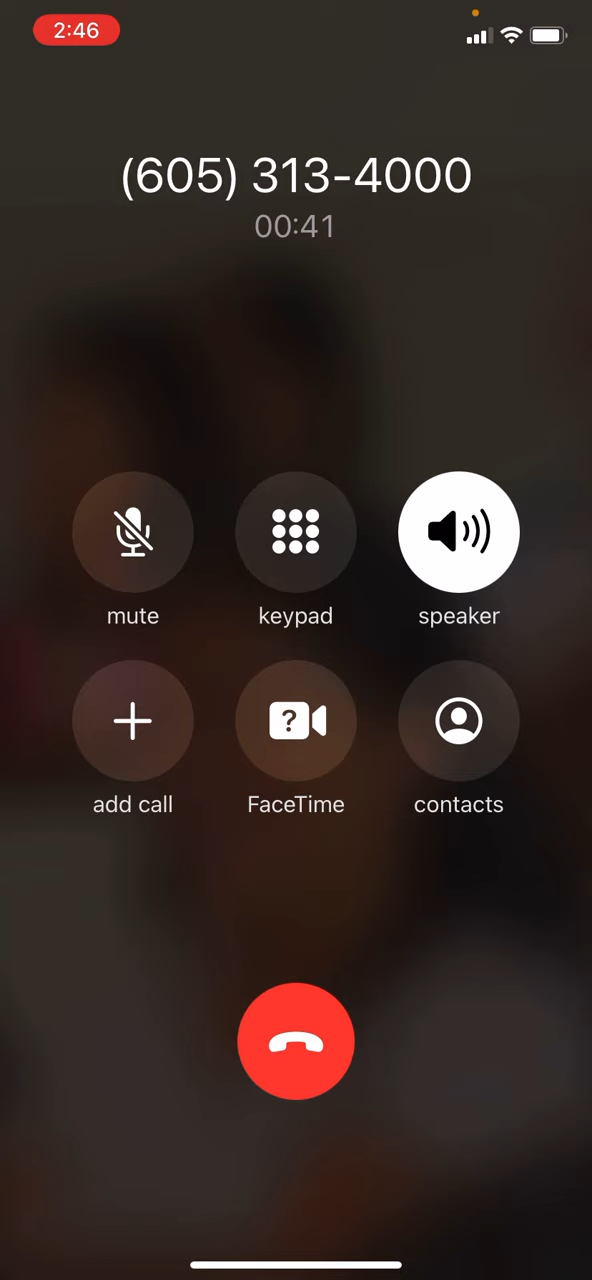 2:46
(605) 313-4000
00:41
mute
keypad
speaker
?
add call
FaceTime
contacts